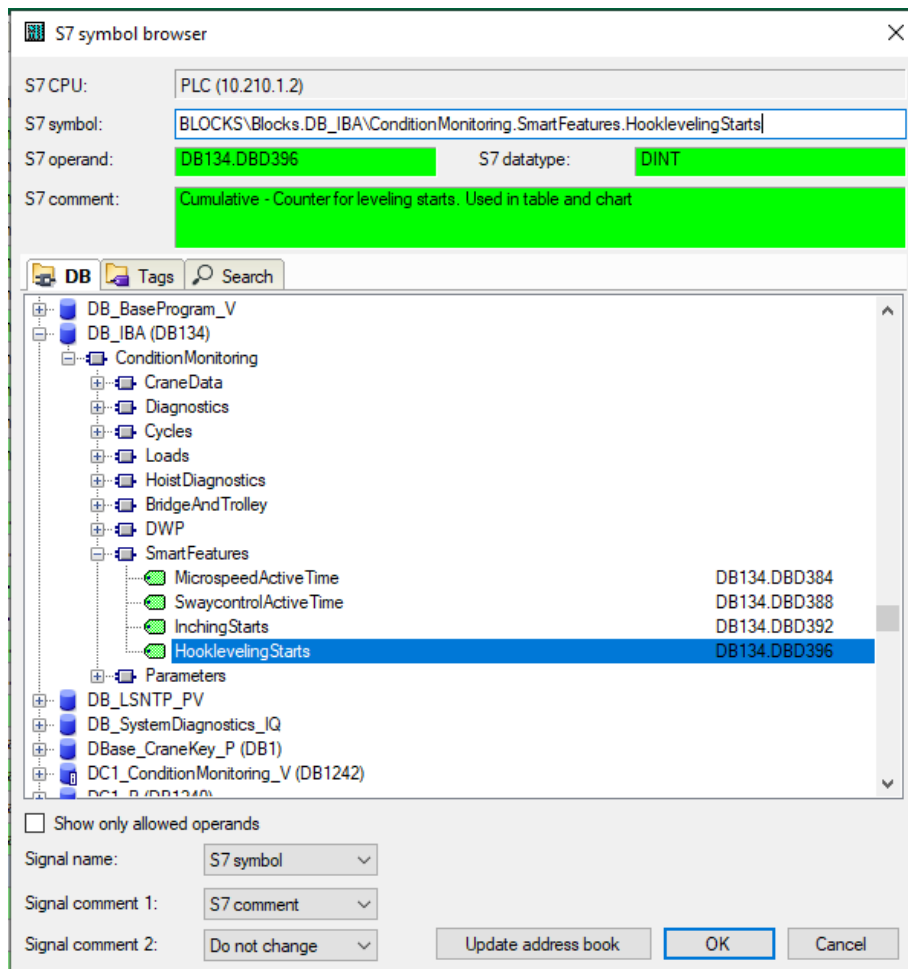 S7 symbol browser
S7 CPU: PLC (10.210.1.2)
S7 symbol: BLOCKS\Blocks.DB_IBA\ConditionMonitoring.SmartFeatures.HooklevelingStarts
S7 operand: DB134.DBD396 S7 datatype: DINT
S7 comment: Cumulative - Counter for leveling starts. Used in table and chart
DB Tags Search
DB_BaseProgram_V
DB_IBA (DB134)
ConditionMonitoring
CraneData
Diagnostics
Cycles
Loads
HoistDiagnostics
BridgeAndTrolley
DWP
SmartFeatures
MicrospeedActiveTime DB134.DBD384
SwaycontrolActiveTime DB134.DBD388
InchingStarts DB134.DBD392
HooklevelingStarts DB134.DBD396
Parameters
DB_LSNTP_PV
DB_SystemDiagnostics_IQ
DBase_CraneKey_P (DB1)
DC1_ConditionMonitoring_V (DB1242)
DC1_P (DB1240)
Show only allowed operands
Signal name: S7 symbol
Signal comment 1: S7 comment
Signal comment 2: Do not change Update address book OK Cancel